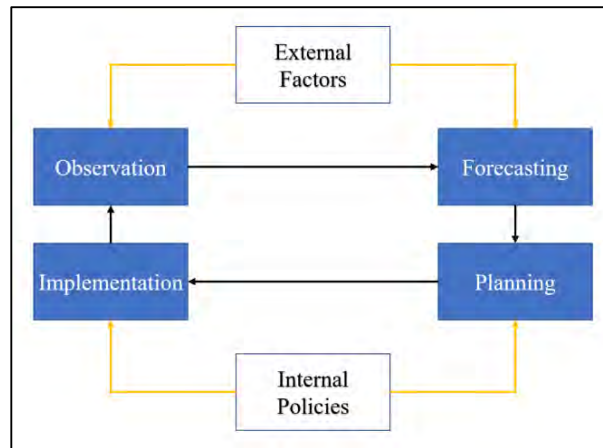 External
Factors
Observation
Forecasting
Implementation
Planning
Internal
Policies